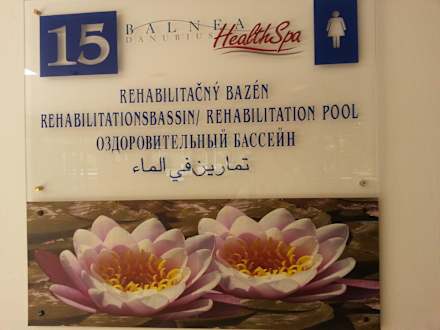 15
BALNEA
DANUBIUS HealthSpa
REHABILITAČNÝ BAZÉN
REHABILITATIONSBASSIN/ REHABILITATION POOL
ОЗДОРОВИТЕЛЬНЫЙ БАССЕЙН
تمارين في الماء